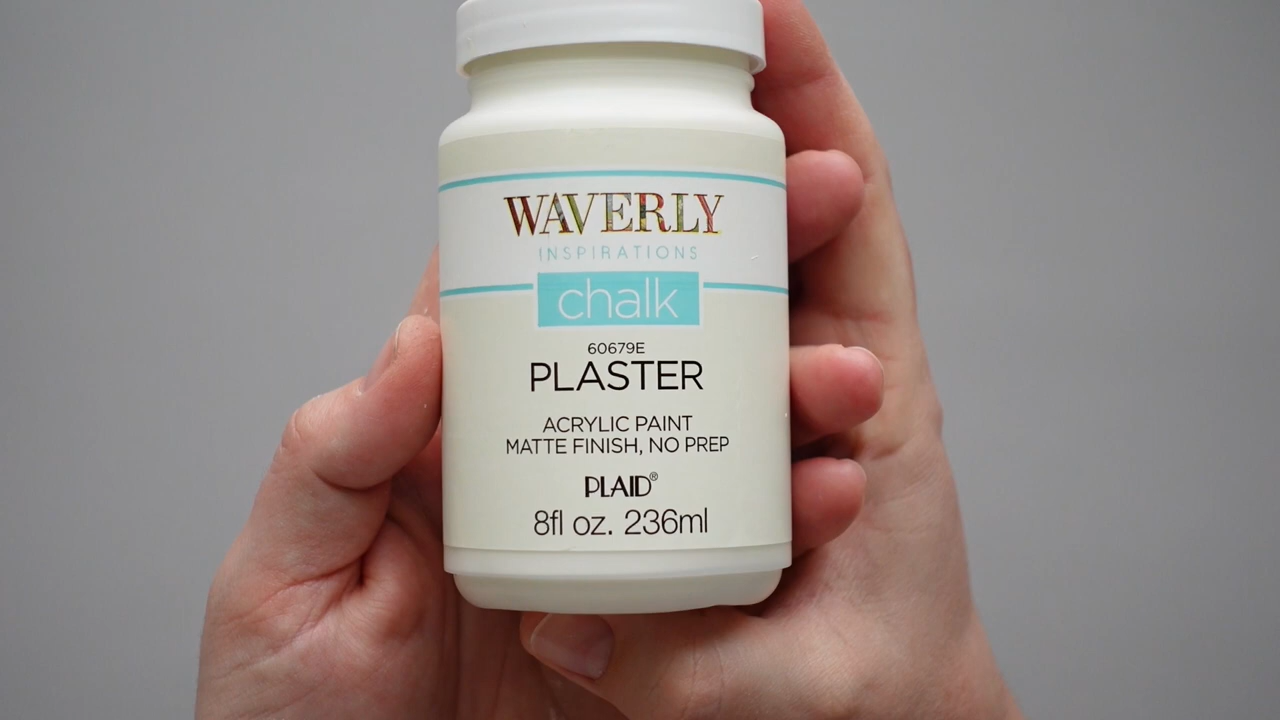 WAVERLY
INSPIRATIONS
chalk
60679E
PLASTER
ACRYLIC PAINT
MATTE FINISH, NO PREP
PLAID®
8fl oz. 236ml